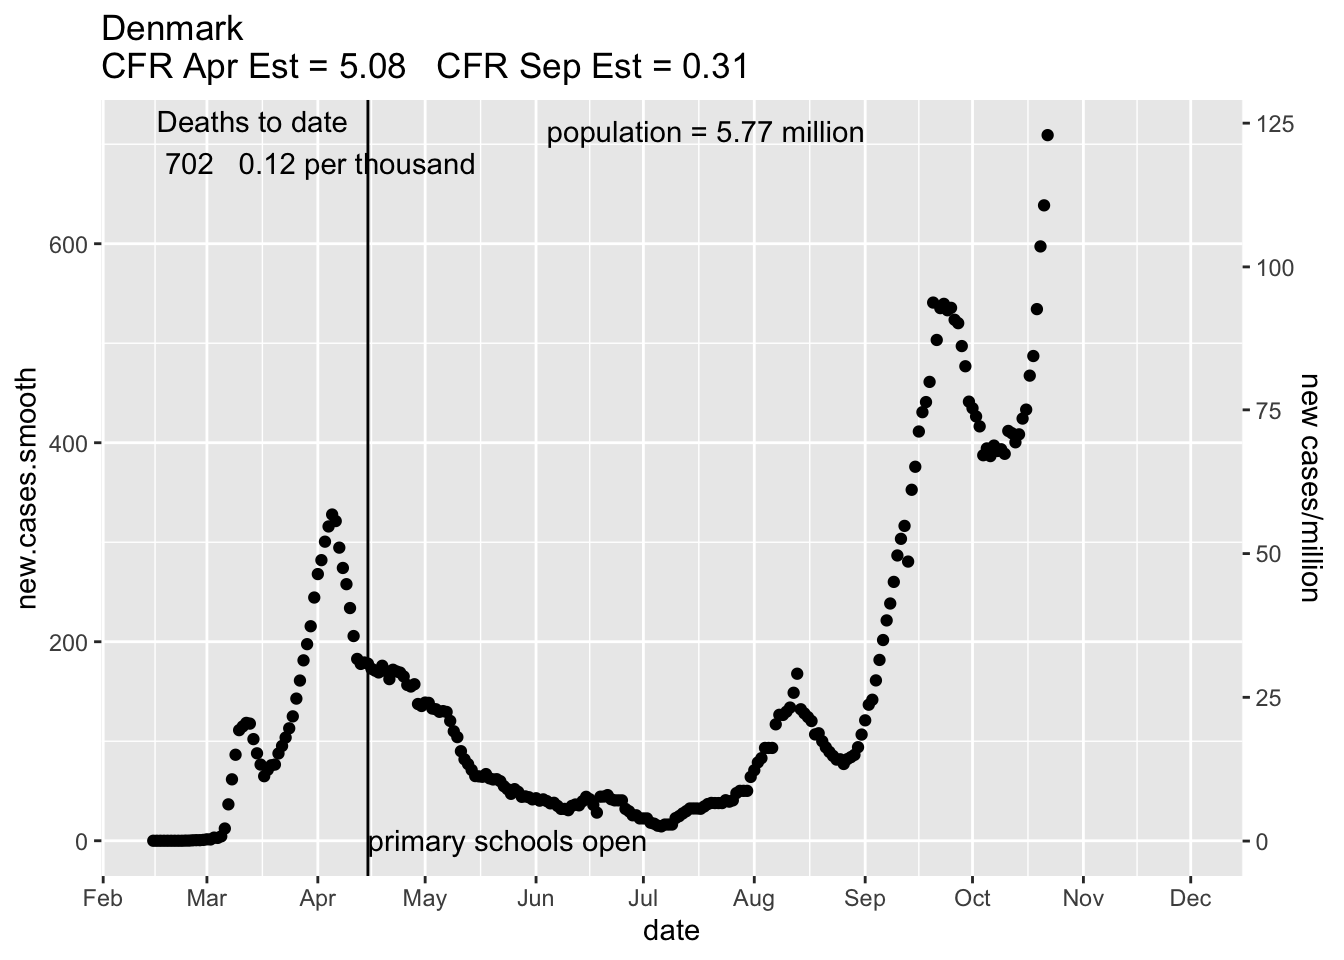 Denmark
CFR Apr Est = 5.08   CFR Sep Est = 0.31
Deaths to date
702   0.12 per thousand
population = 5.77 million
primary schools open
new.cases.smooth
600
400
200
0
125
100
75
50
25
0
new cases/million
Feb Mar Apr May Jun Jul Aug Sep Oct Nov Dec
date